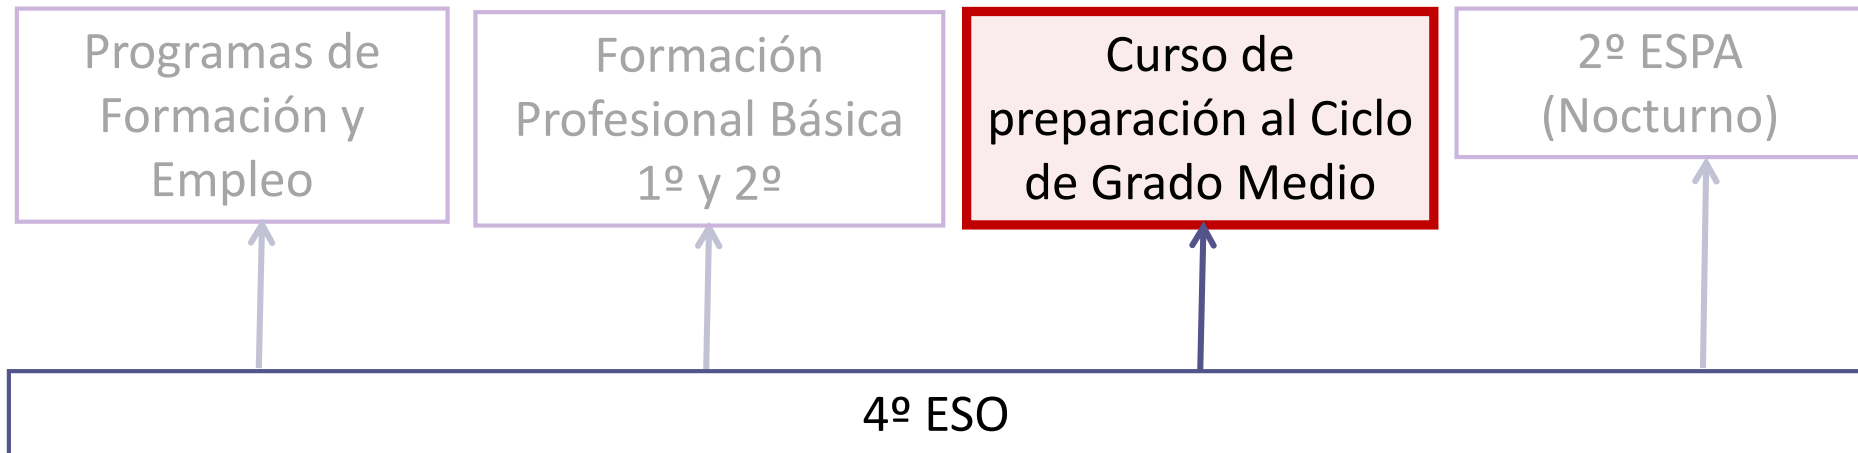 Programas de
Formación y
Empleo
Formación
Profesional Básica
1º y 2º
Curso de
preparación al Ciclo
de Grado Medio
2º ESPA
(Nocturno)
4º ESO